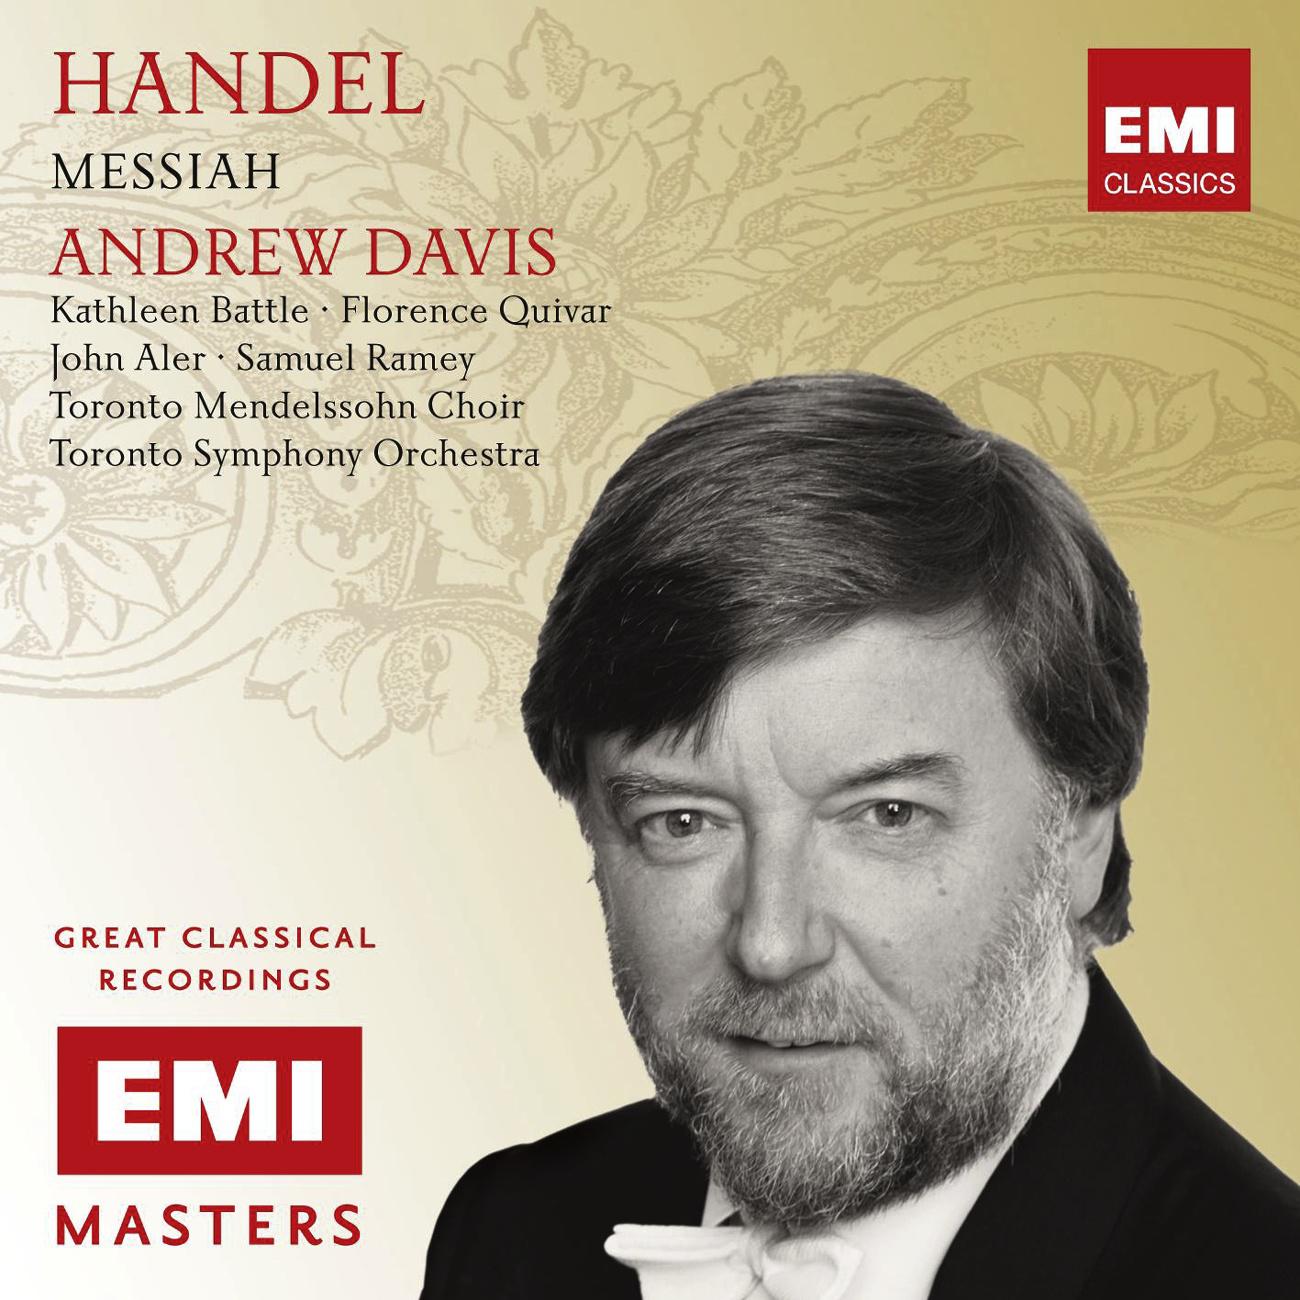 HANDEL
MESSIAH
ANDREW DAVIS
Kathleen Battle · Florence Quivar
John Aler · Samuel Ramey
Toronto Mendelssohn Choir
Toronto Symphony Orchestra
EMI
CLASSICS
GREAT CLASSICAL
RECORDINGS
EMI
MASTERS